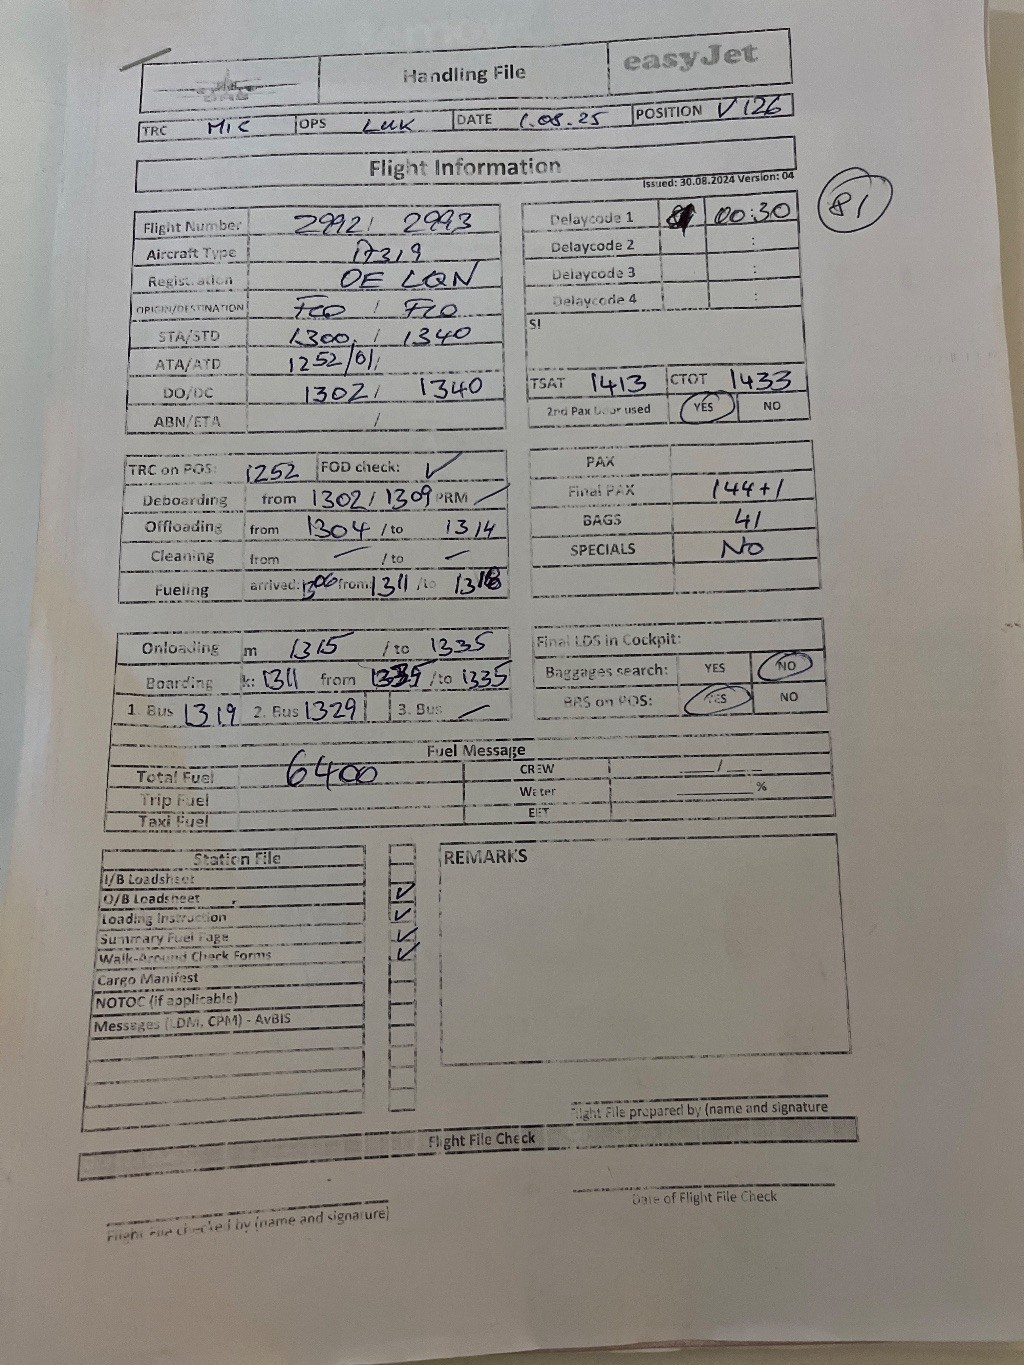 Handling File
easyJet
TRC MIC OPS LUK DATE 1.08.25 POSITION V126
Flight Information
Issued: 30.08.2024 Version: 04
Flight Number 2992/ 2993
Aircraft Type A319
Registration OE LQN
ORIGIN/DESTINATION FCO / FCO
STA/STD 1300 / 1340
ATA/ATD 1252/01
DO/DC 1302/ 1340
ABN/ETA /
Delaycode 1 00:30
81
Delaycode 2 :
Delaycode 3 :
Delaycode 4 :
SI
TSAT 1413 CTOT 1433
2nd Pax Door used YES NO
TRC on POS: 1252 FOD check: ✓
Deboarding from 1302/1309 PRM
Offloading from 1304 /to 1314
Cleaning from — /to —
Fueling arrived: 1306 from: 1311 /to 1318
PAX
Final PAX 144+1
BAGS 41
SPECIALS NO
Onloading m 1315 /to 1335
Boarding k: 1311 from 1335 /to 1335
1. Bus 1319 2. Bus 1329 3. Bus —
Final LDS in Cockpit:
Baggages search: YES NO
BRS on POS: YES NO
Fuel Message
Total Fuel 6400 CREW /
Trip Fuel Water %
Taxi Fuel EET
Station File
I/B Loadsheet
O/B Loadsheet ✓
Loading Instruction ✓
Summary Fuel Page ✓
Walk-Around Check Forms ✓
Cargo Manifest
NOTOC (if applicable)
Messages (LDM, CPM) - AvBIS
REMARKS
Flight File prepared by (name and signature
Flight File Check
Flight File checked by (name and signature)
Date of Flight File Check